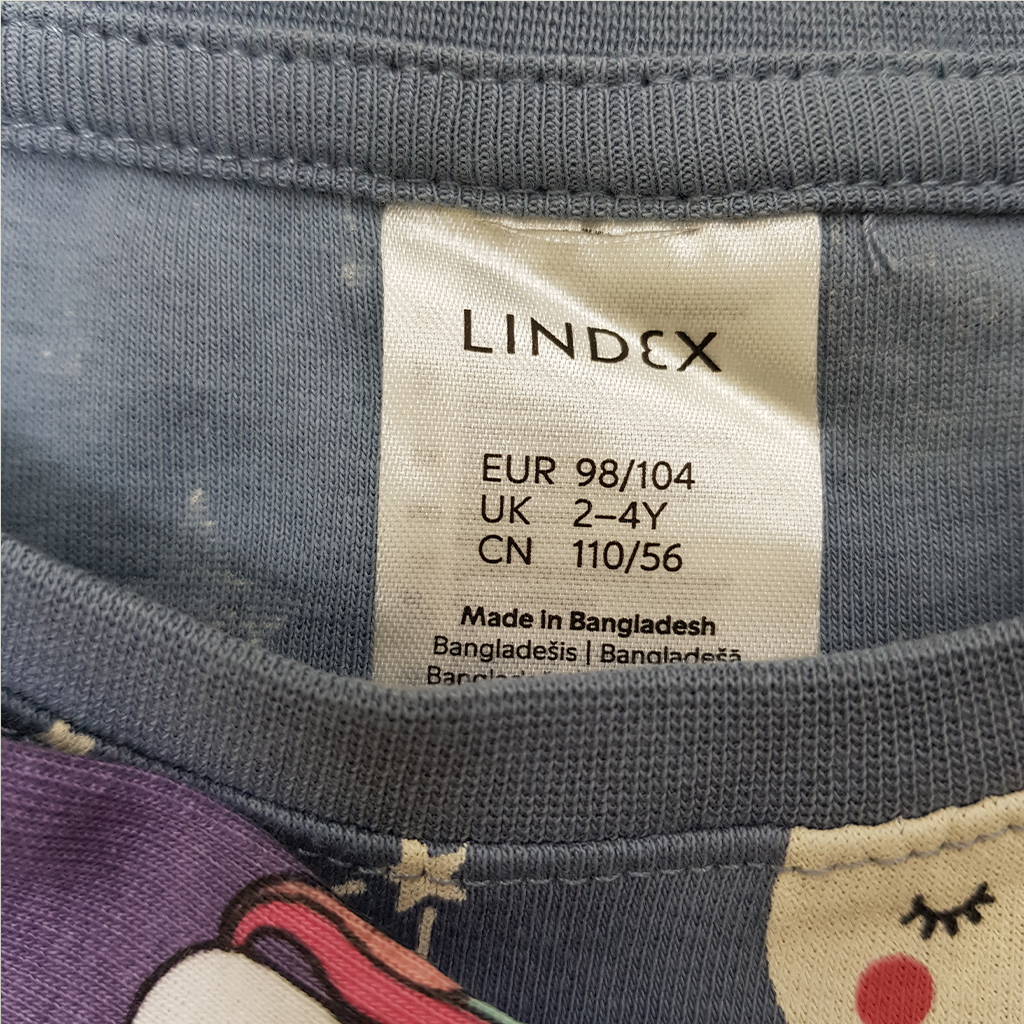 LINDEX
EUR 98/104
UK 2–4Y
CN 110/56
Made in Bangladesh
Bangladešis | Bangladešā